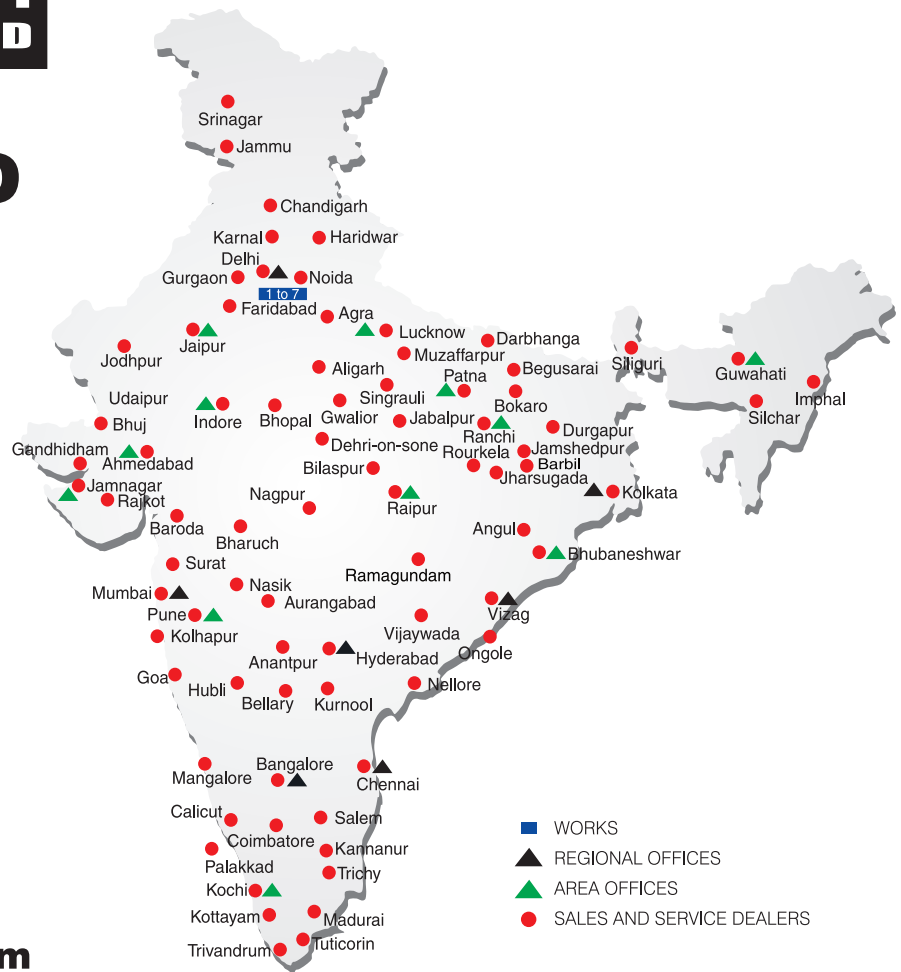 D
Srinagar
Jammu
Chandigarh
Karnal
Haridwar
Delhi
Gurgaon
Noida
1 to 7
Faridabad
Agra
Jaipur
Lucknow
Darbhanga
Jodhpur
Muzaffarpur
Siliguri
Aligarh
Patna
Begusarai
Guwahati
Udaipur
Singrauli
Bokaro
Imphal
Bhuj
Indore
Bhopal
Gwalior
Jabalpur
Ranchi
Durgapur
Silchar
Gandhidham
Ahmedabad
Dehri-on-sone
Rourkela
Jamshedpur
Barbil
Bilaspur
Jharsugada
Jamnagar
Rajkot
Nagpur
Raipur
Kolkata
Baroda
Bharuch
Angul
Bhubaneshwar
Surat
Ramagundam
Mumbai
Nasik
Aurangabad
Vizag
Pune
Kolhapur
Vijaywada
Ongole
Anantpur
Hyderabad
Goa
Hubli
Bellary
Kurnool
Nellore
Mangalore
Bangalore
Chennai
Calicut
Salem
Coimbatore
Kannanur
Palakkad
Trichy
Kochi
Kottayam
Madurai
Trivandrum
Tuticorin
WORKS
REGIONAL OFFICES
AREA OFFICES
SALES AND SERVICE DEALERS
m